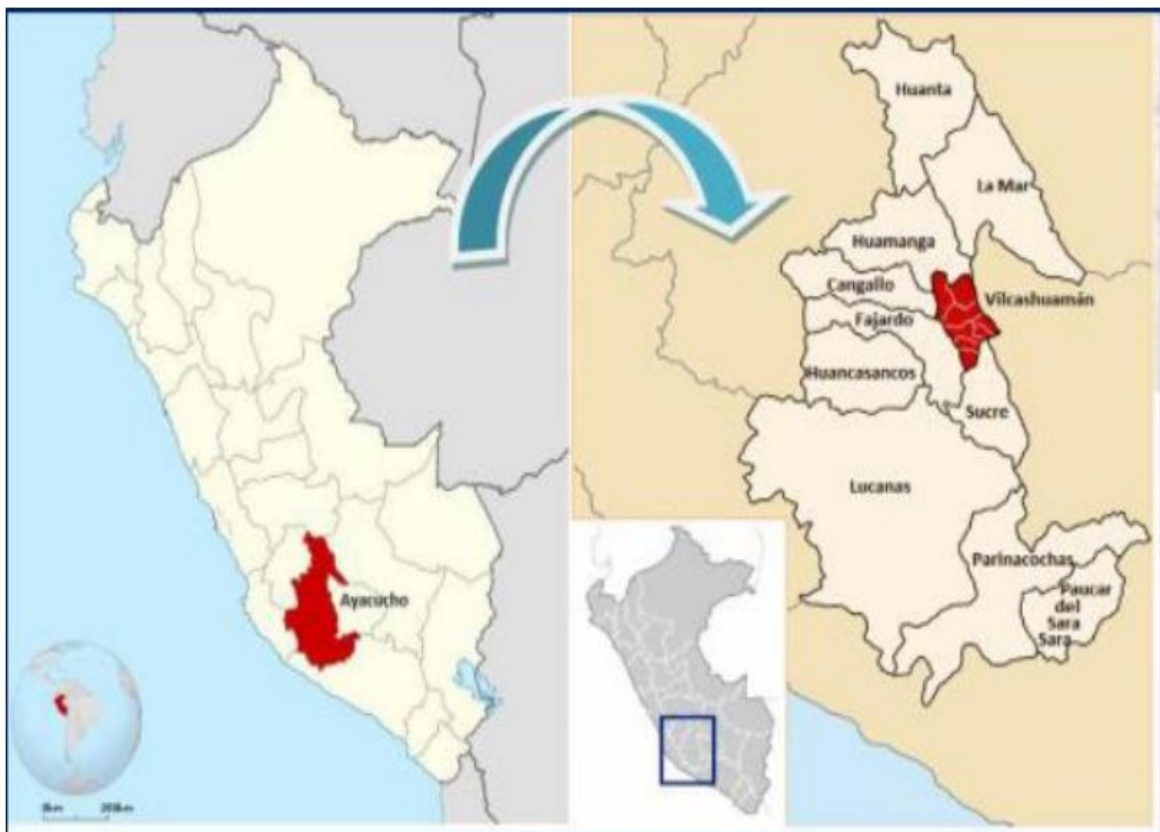 Ayacucho
Huanta
La Mar
Huamanga
Cangallo
Vilcashuamán
Fajardo
Huancasancos
Sucre
Lucanas
Parinacochas
Paucar
del
Sara
Sara